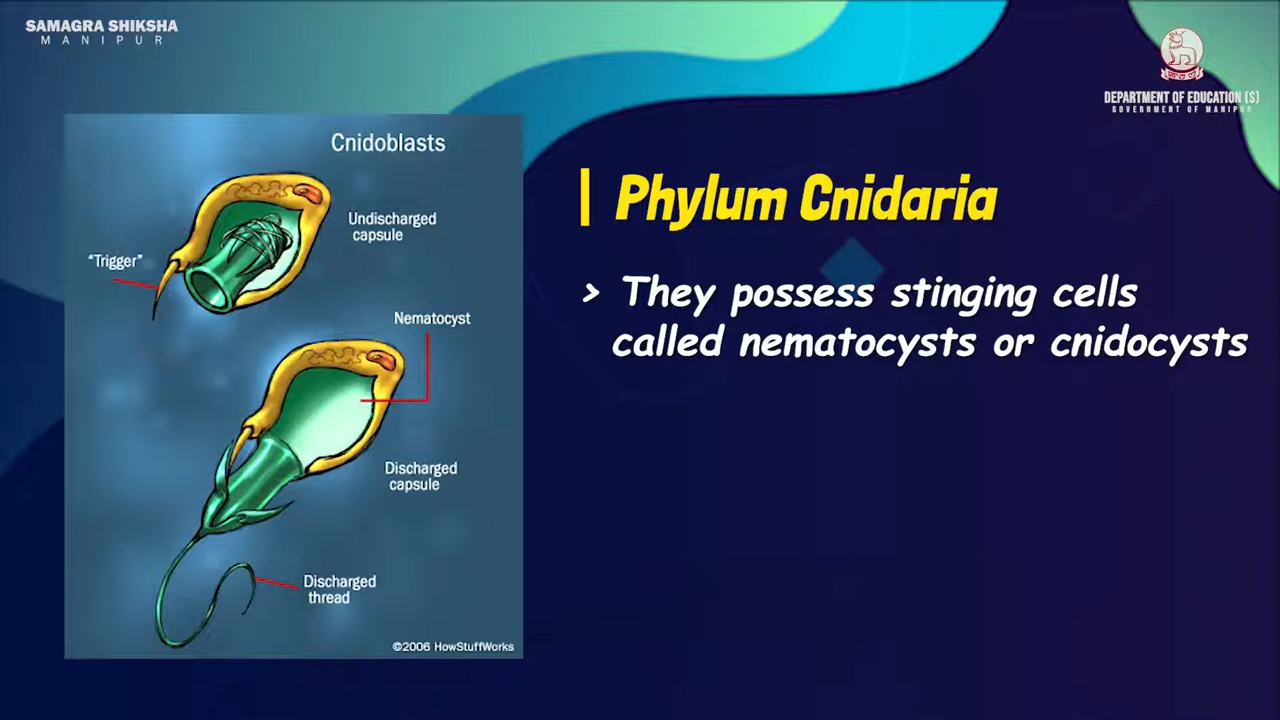 SAMAGRA SHIKSHA
MANIPUR
DEPARTMENT OF EDUCATION (S)
GOVERNMENT OF MANIPUR
Cnidoblasts
Undischarged
capsule
"Trigger"
Nematocyst
Discharged
capsule
Discharged
thread
©2006 HowStuffWorks
Phylum Cnidaria
> They possess stinging cells
called nematocysts or cnidocysts